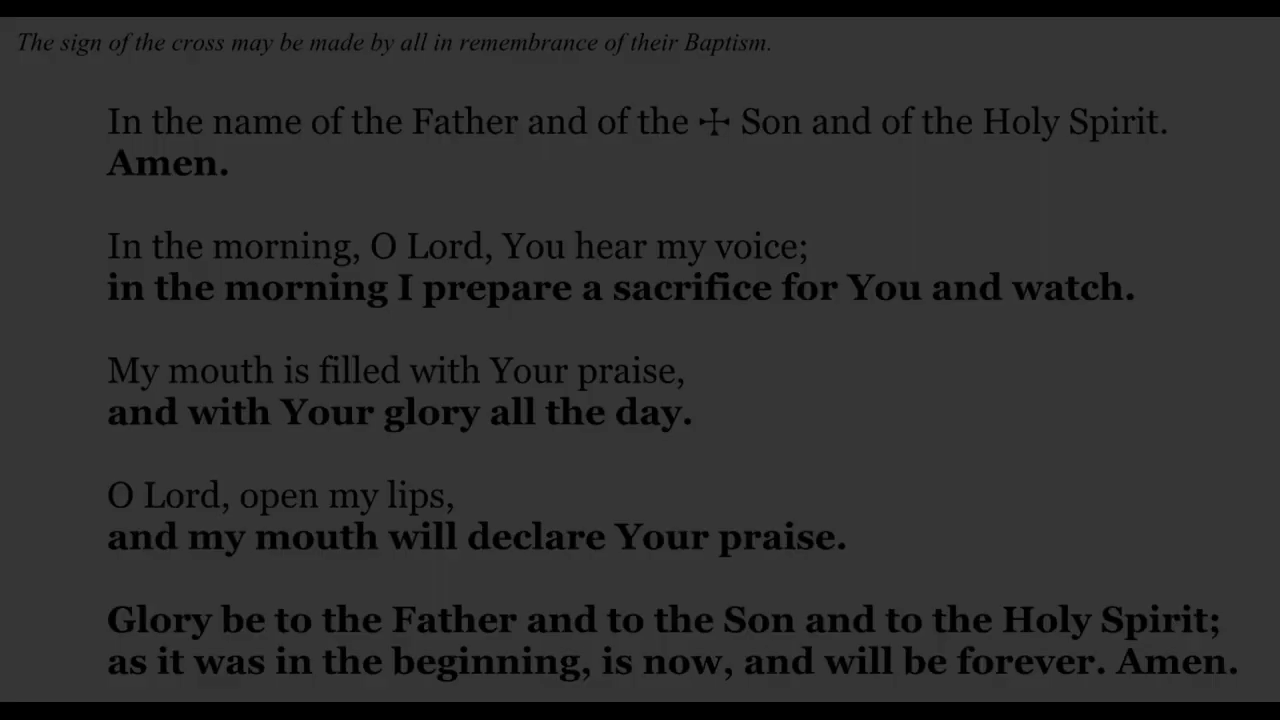 The sign of the cross may be made by all in remembrance of their Baptism.
In the name of the Father and of the ☩ Son and of the Holy Spirit.
Amen.
In the morning, O Lord, You hear my voice;
in the morning I prepare a sacrifice for You and watch.
My mouth is filled with Your praise,
and with Your glory all the day.
O Lord, open my lips,
and my mouth will declare Your praise.
Glory be to the Father and to the Son and to the Holy Spirit;
as it was in the beginning, is now, and will be forever. Amen.